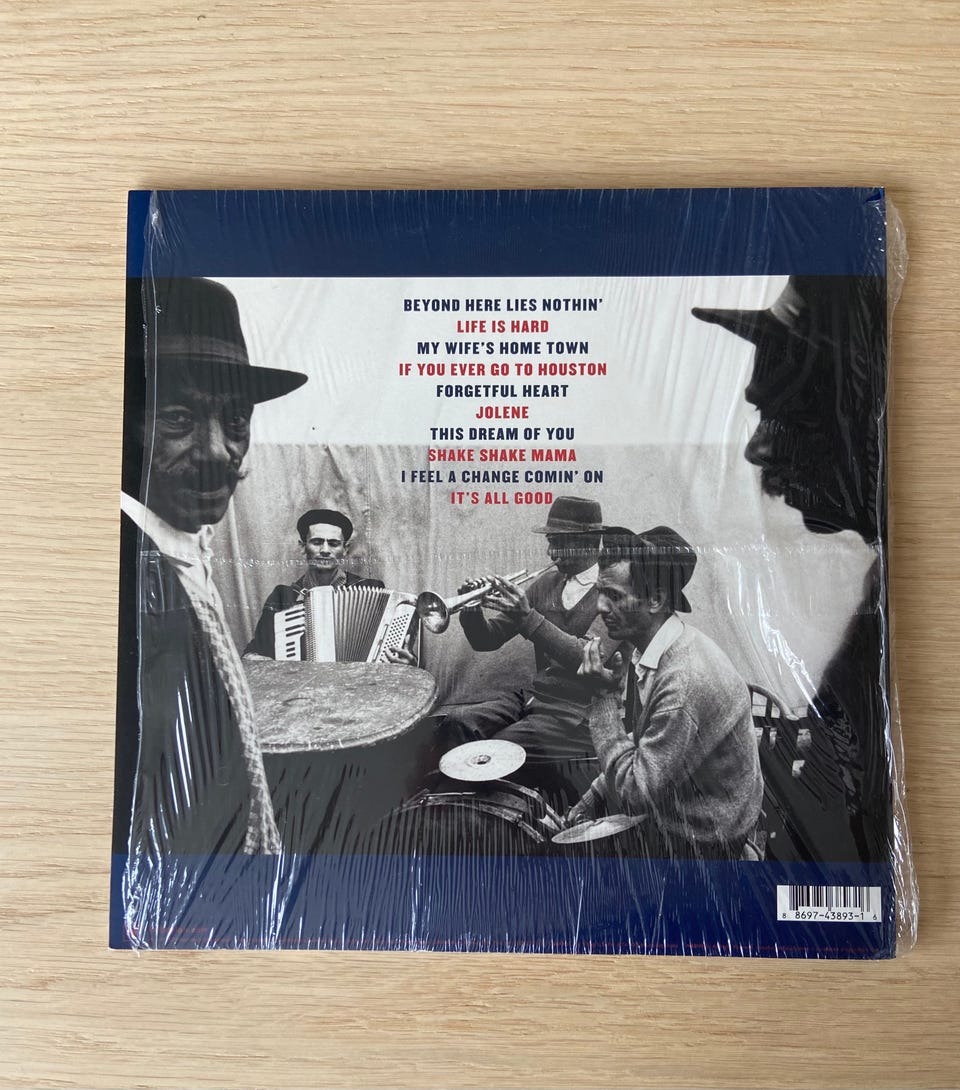 BEYOND HERE LIES NOTHIN'
LIFE IS HARD
MY WIFE'S HOME TOWN
IF YOU EVER GO TO HOUSTON
FORGETFUL HEART
JOLENE
THIS DREAM OF YOU
SHAKE SHAKE MAMA
I FEEL A CHANGE COMIN' ON
IT'S ALL GOOD
8 8697-43893-1 6